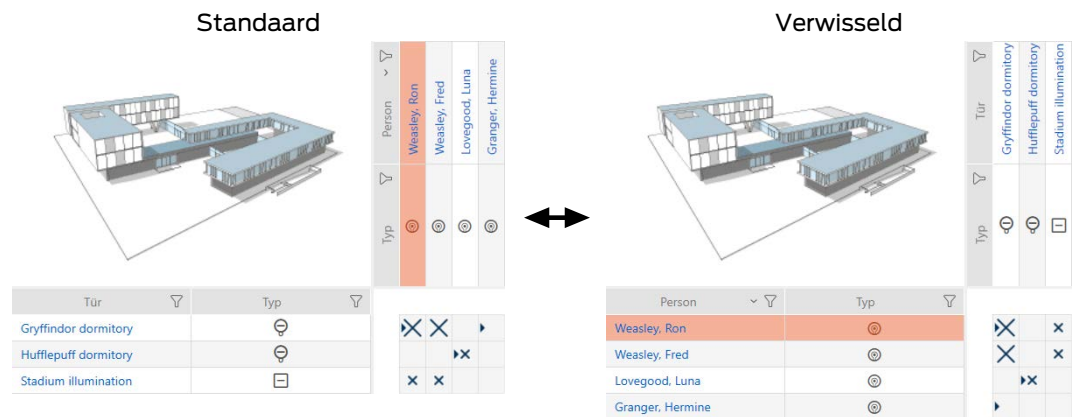 Standaard
Person
Weasley, Ron
Weasley, Fred
Lovegood, Luna
Granger, Hermine
Typ
Tür Typ
Gryffindor dormitory
Hufflepuff dormitory
Stadium illumination
Verwisseld
Tür
Gryffindor dormitory
Hufflepuff dormitory
Stadium illumination
Typ
Person Typ
Weasley, Ron
Weasley, Fred
Lovegood, Luna
Granger, Hermine